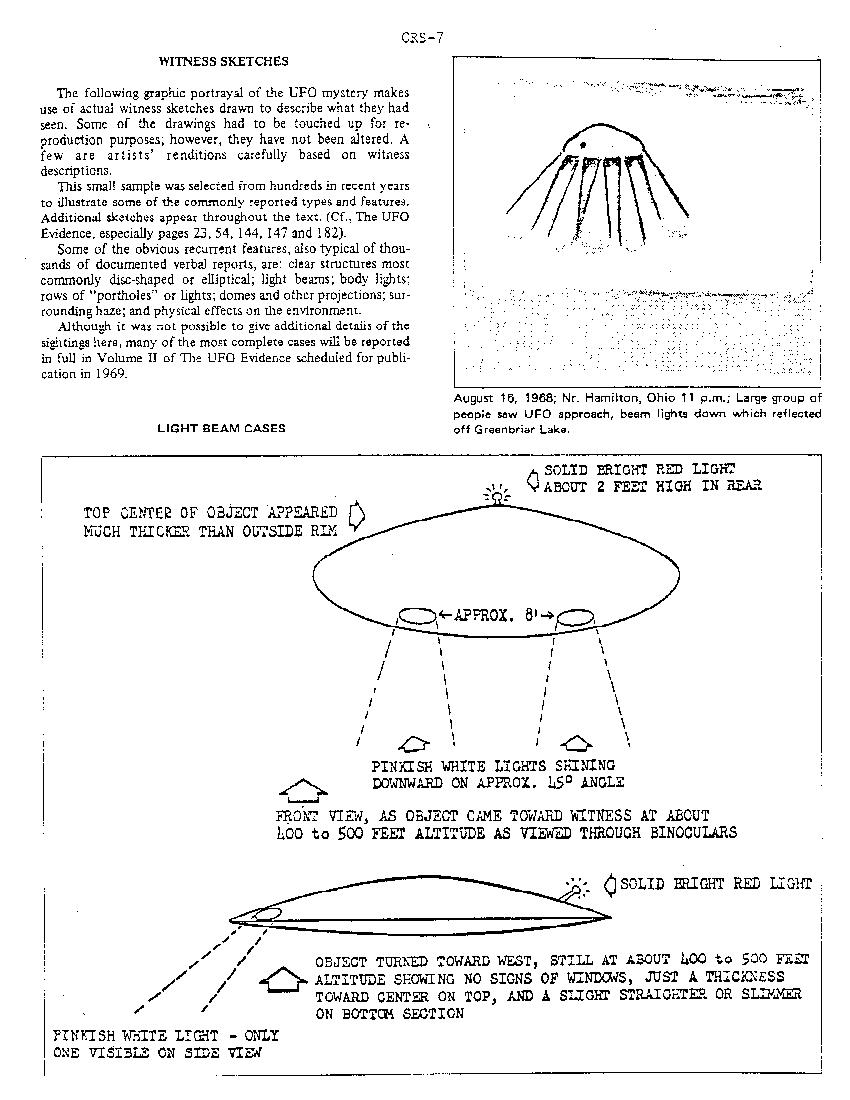 CRS-7
WITNESS SKETCHES
The following graphic portrayal of the UFO mystery makes
use of actual witness sketches drawn to describe what they had
seen. Some of the drawings had to be touched up for re-
production purposes; however, they have not been altered. A
few are artists' renditions carefully based on witness
descriptions.
This small sample was selected from hundreds in recent years
to illustrate some of the commonly reported types and features.
Additional sketches appear throughout the text. (Cf., The UFO
Evidence, especially pages 23, 54, 144, 147 and 182).
Some of the obvious recurrent features, also typical of thou-
sands of documented verbal reports, are: clear structures most
commonly disc-shaped or elliptical; light beams; body lights;
rows of "portholes" or lights; domes and other projections; sur-
rounding haze; and physical effects on the environment.
Although it was not possible to give additional details of the
sightings here, many of the most complete cases will be reported
in full in Volume II of The UFO Evidence scheduled for publi-
cation in 1969.
August 16, 1968; Nr. Hamilton, Ohio 11 p.m.; Large group of
people saw UFO approach, beam lights down which reflected
off Greenbriar Lake.
LIGHT BEAM CASES
SOLID BRIGHT RED LIGHT
ABOUT 2 FEET HIGH IN REAR
TOP CENTER OF OBJECT APPEARED
MUCH THICKER THAN OUTSIDE RIM
APPROX. 8'
PINKISH WHITE LIGHTS SHINING
DOWNWARD ON APPROX. 45° ANGLE
FRONT VIEW, AS OBJECT CAME TOWARD WITNESS AT ABOUT
400 to 500 FEET ALTITUDE AS VIEWED THROUGH BINOCULARS
SOLID BRIGHT RED LIGHT
OBJECT TURNED TOWARD WEST, STILL AT ABOUT 400 to 500 FEET
ALTITUDE SHOWING NO SIGNS OF WINDOWS, JUST A THICKNESS
TOWARD CENTER ON TOP, AND A SLIGHT STRAIGHTER OR SLIMMER
ON BOTTOM SECTION
PINKISH WHITE LIGHT - ONLY
ONE VISIBLE ON SIDE VIEW